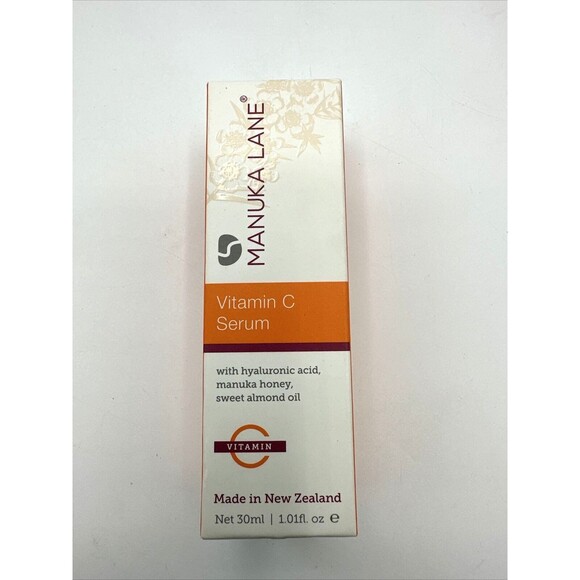 MANUKA LANE®
Vitamin C
Serum
with hyaluronic acid,
manuka honey,
sweet almond oil
C
VITAMIN
Made in New Zealand
Net 30ml | 1.01fl. oz ℮